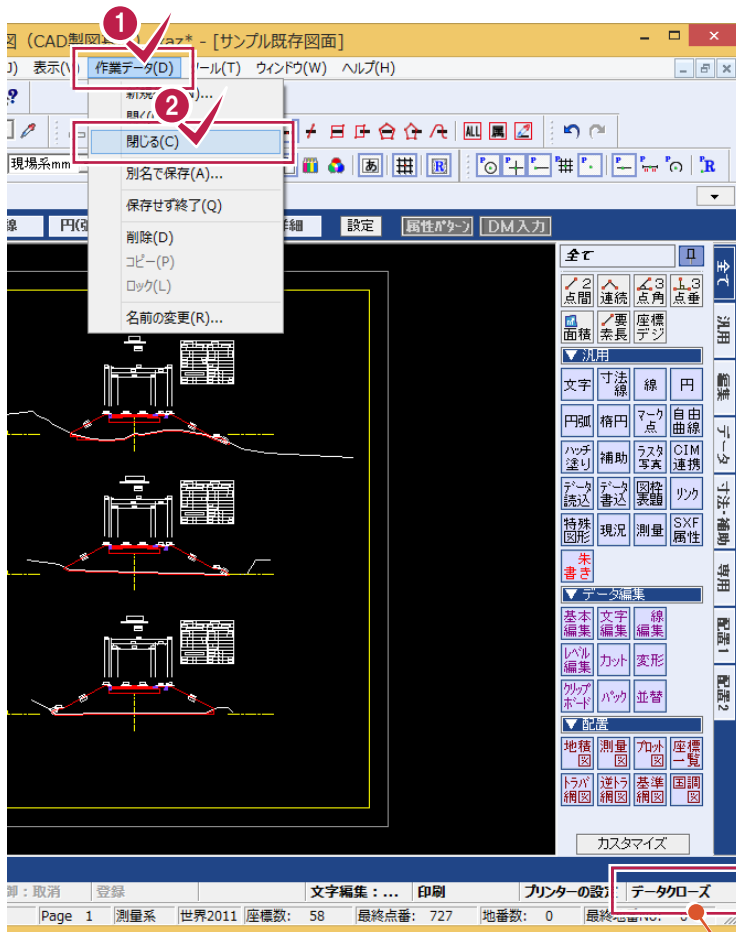 1
図（CAD製図
az* - [サンプル既存図面]
表示(V)
作業データ(D)
ール(T)
ウィンドウ(W)
ヘルプ(H)
2
閉じる(C)
別名で保存(A)...
保存せず終了(Q)
削除(D)
コピー(P)
ロック(L)
名前の変更(R)...
現場系mm
ALL
あ
R
線
設定
属性パターン
DM入力
全て
2点間
連続
3点角
3点垂
面積
要素長
座標デジ
▼ 汎用
文字
寸法線
線
円
円弧
楕円
マーク点
自由曲線
ハッチ塗り
補助
ラスタ写真
CIM連携
データ読込
データ書込
図枠表題
リンク
特殊図形
現況
測量
SXF属性
朱書き
▼ データ編集
基本編集
文字編集
線編集
レベル編集
カット
変形
クリップボード
パック
並替
▼ 配置
地積図
測量図
プロット図
座標一覧
トラバ網図
逆トラ網図
基準網図
国調図
カスタマイズ
全て
汎用
編集
データ
寸法・補助
専用
配置1
配置2
卸：取消
登録
文字編集：...
印刷
プリンターの設定
データクローズ
Page 1
測量系
世界2011
座標数: 58
最終点番: 727
地番数: 0
最終地番No. 0